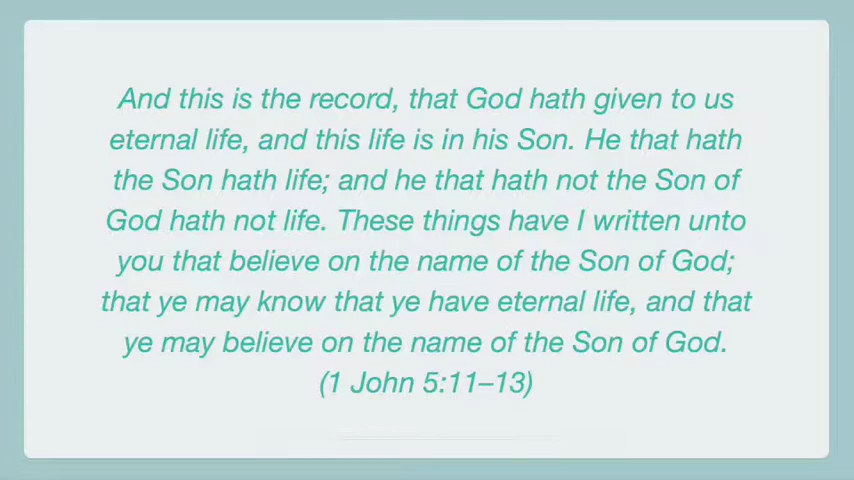 And this is the record, that God hath given to us
eternal life, and this life is in his Son. He that hath
the Son hath life; and he that hath not the Son of
God hath not life. These things have I written unto
you that believe on the name of the Son of God;
that ye may know that ye have eternal life, and that
ye may believe on the name of the Son of God.
(1 John 5:11–13)